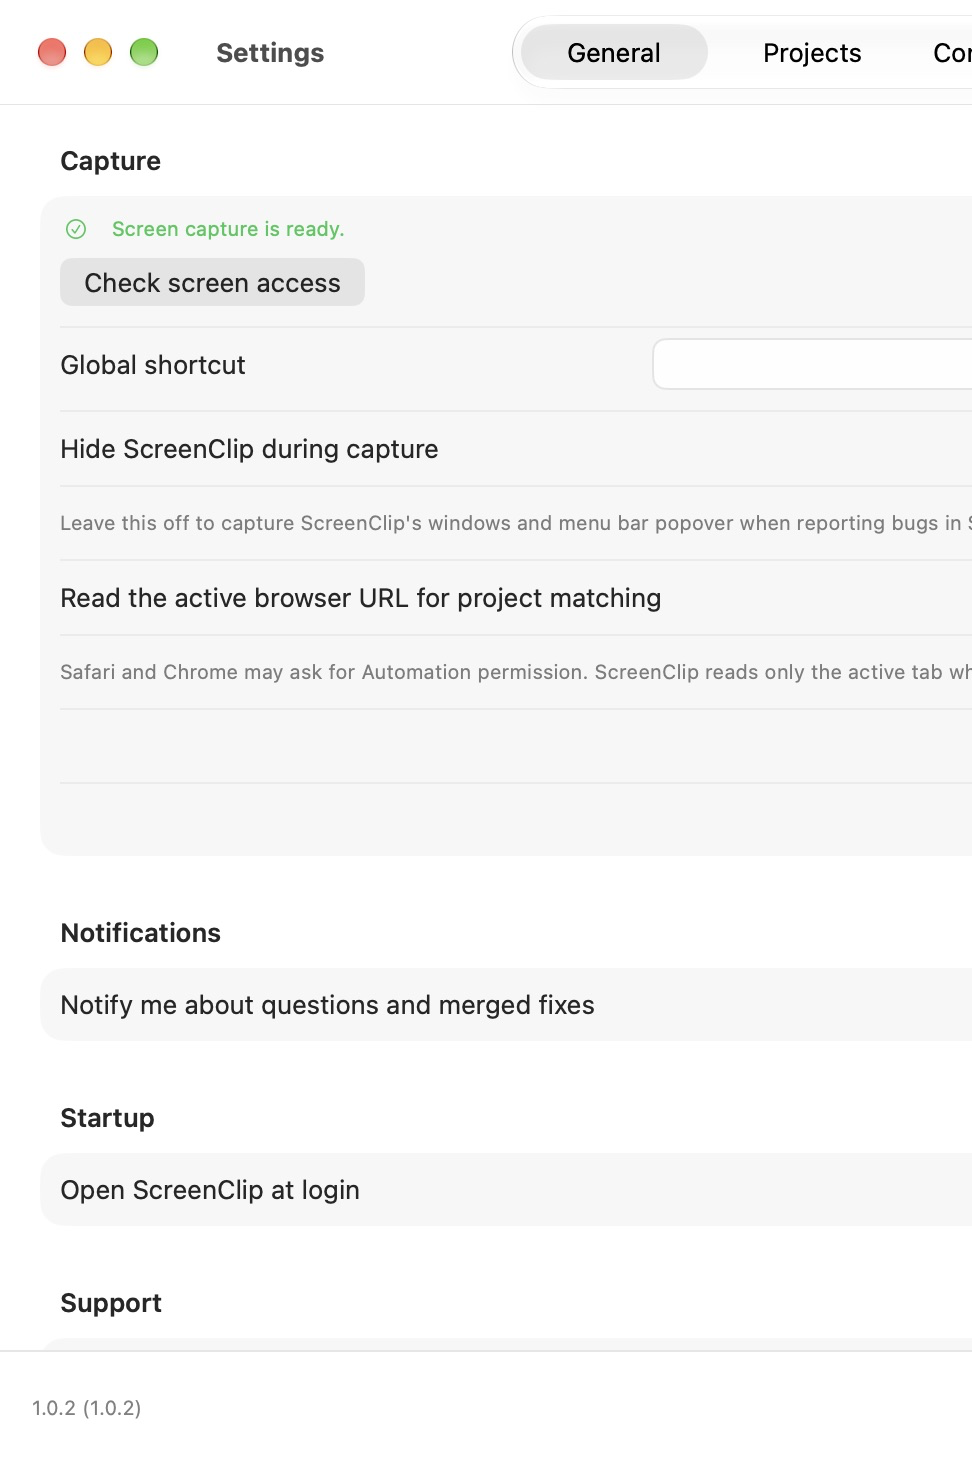 Settings
General
Projects
Capture
Screen capture is ready.
Check screen access
Global shortcut
Hide ScreenClip during capture
Leave this off to capture ScreenClip's windows and menu bar popover when reporting bugs in
Read the active browser URL for project matching
Safari and Chrome may ask for Automation permission. ScreenClip reads only the active tab
Notifications
Notify me about questions and merged fixes
Startup
Open ScreenClip at login
Support
1.0.2 (1.0.2)